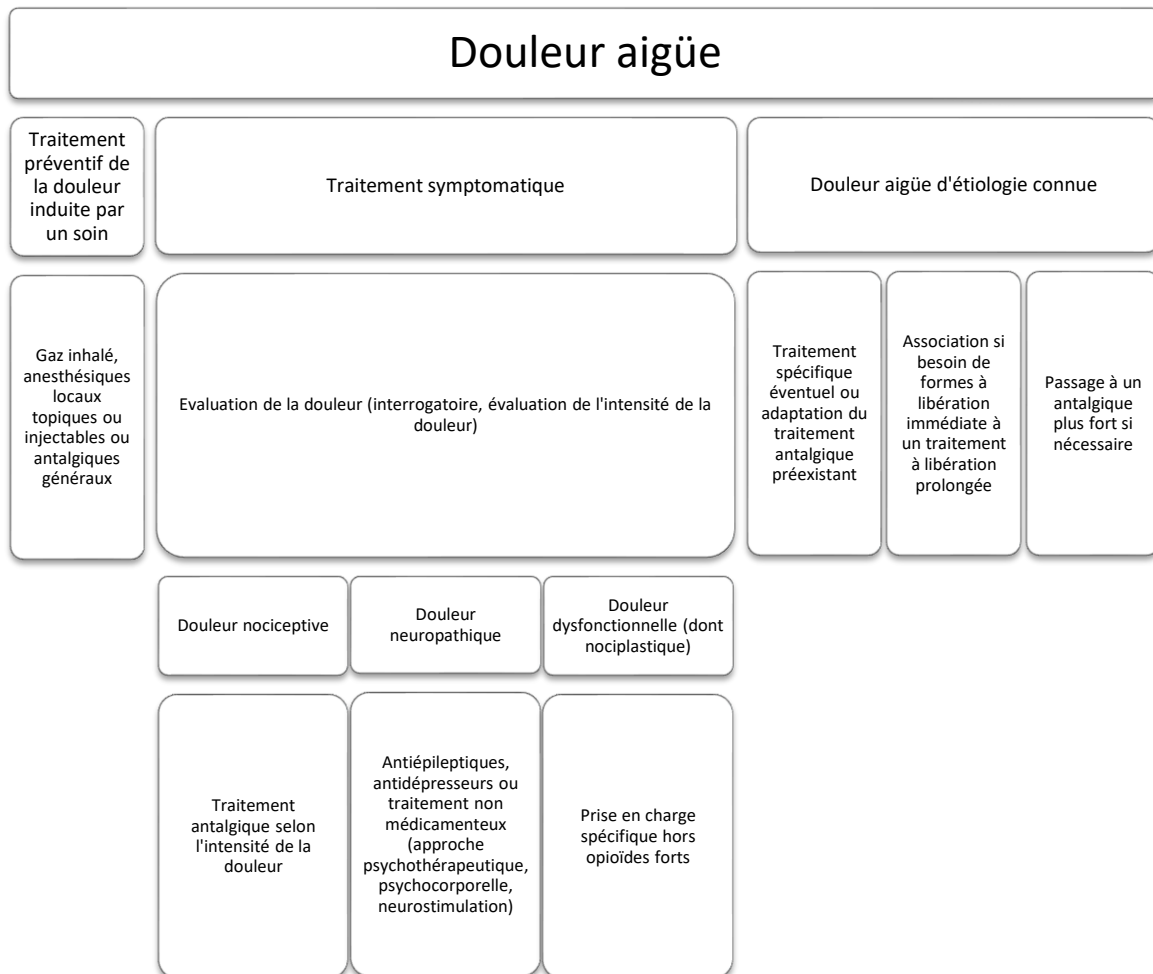 Douleur aigüe
Traitement
préventif de
la douleur
induite par
un soin
Traitement symptomatique
Douleur aigüe d'étiologie connue
Gaz inhalé,
anesthésiques
locaux
topiques ou
injectables ou
antalgiques
généraux
Evaluation de la douleur (interrogatoire, évaluation de l'intensité de la
douleur)
Traitement
spécifique
éventuel ou
adaptation du
traitement
antalgique
préexistant
Association si
besoin de
formes à
libération
immédiate à
un traitement
à libération
prolongée
Passage à un
antalgique
plus fort si
nécessaire
Douleur nociceptive
Douleur
neuropathique
Douleur
dysfonctionnelle (dont
nociplastique)
Traitement
antalgique selon
l'intensité de la
douleur
Antiépileptiques,
antidépresseurs ou
traitement non
médicamenteux
(approche
psychothérapeutique,
psychocorporelle,
neurostimulation)
Prise en charge
spécifique hors
opioïdes forts